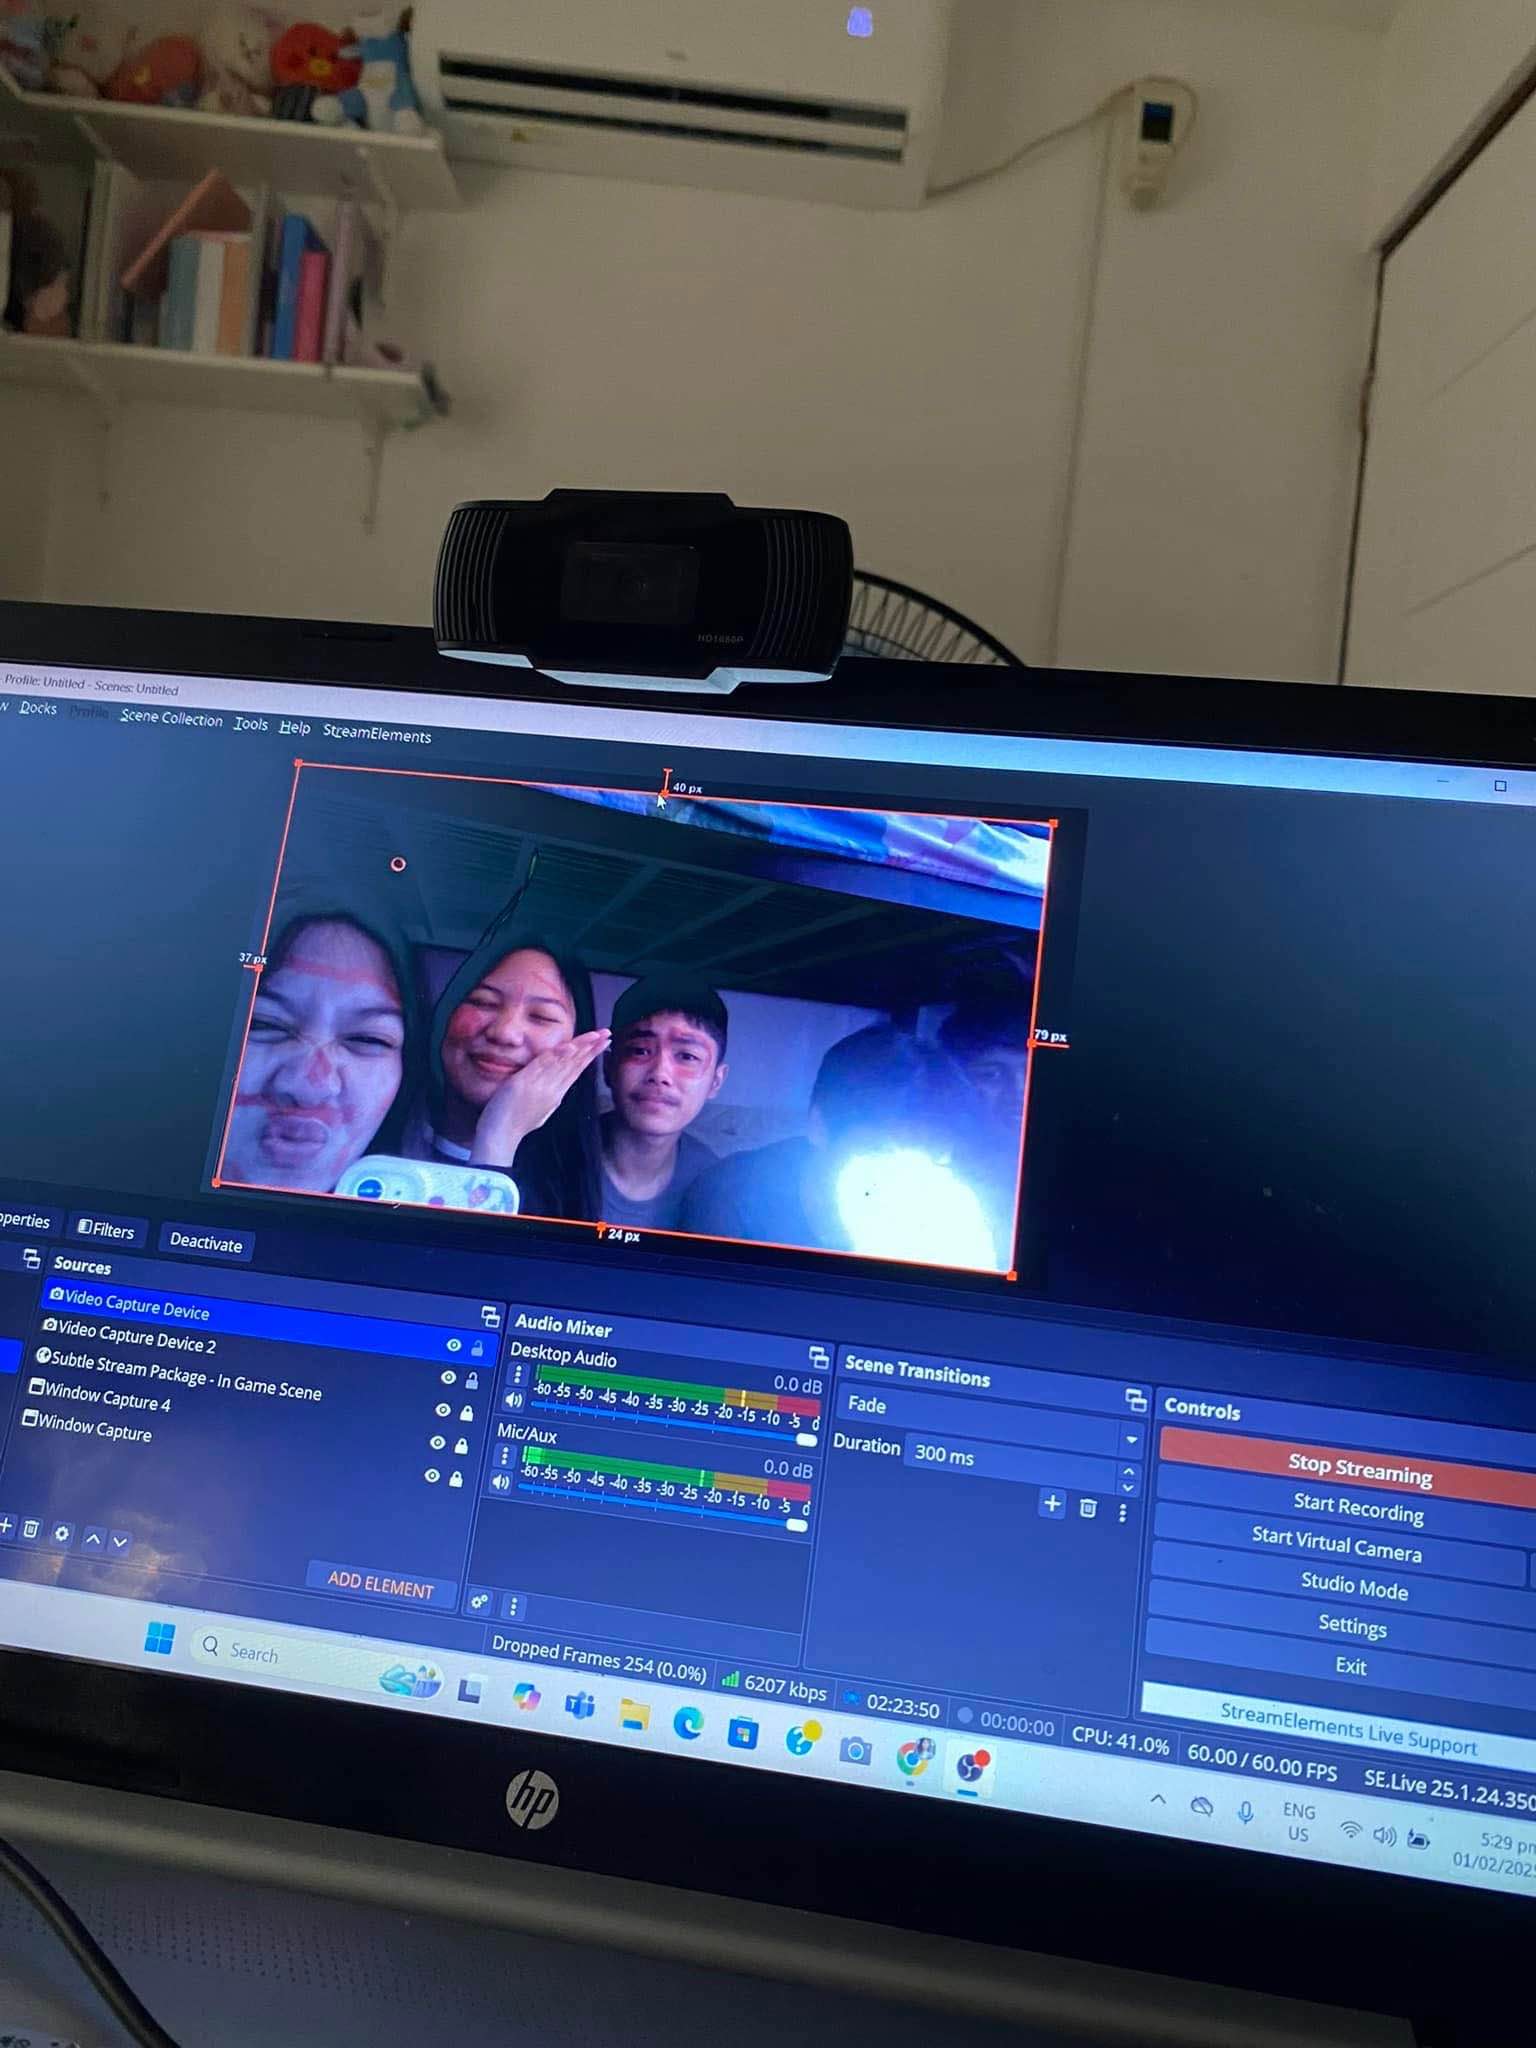 HD1080P
- Profile: Untitled - Scenes: Untitled
w Docks Profile Scene Collection Tools Help StreamElements
40 px
37 px
79 px
24 px
operties Filters Deactivate
Sources
Video Capture Device
Video Capture Device 2
Subtle Stream Package - In Game Scene
Window Capture 4
Window Capture
ADD ELEMENT
Audio Mixer
Desktop Audio
0.0 dB
-60 -55 -50 -45 -40 -35 -30 -25 -20 -15 -10 -5 0
Mic/Aux
0.0 dB
-60 -55 -50 -45 -40 -35 -30 -25 -20 -15 -10 -5 0
Scene Transitions
Fade
Duration 300 ms
Controls
Stop Streaming
Start Recording
Start Virtual Camera
Studio Mode
Settings
Exit
StreamElements Live Support
Dropped Frames 254 (0.0%) 6207 kbps 02:23:50 00:00:00 CPU: 41.0% 60.00 / 60.00 FPS SE.Live 25.1.24.350
Search
ENG
US
5:29 pm
01/02/202
hp